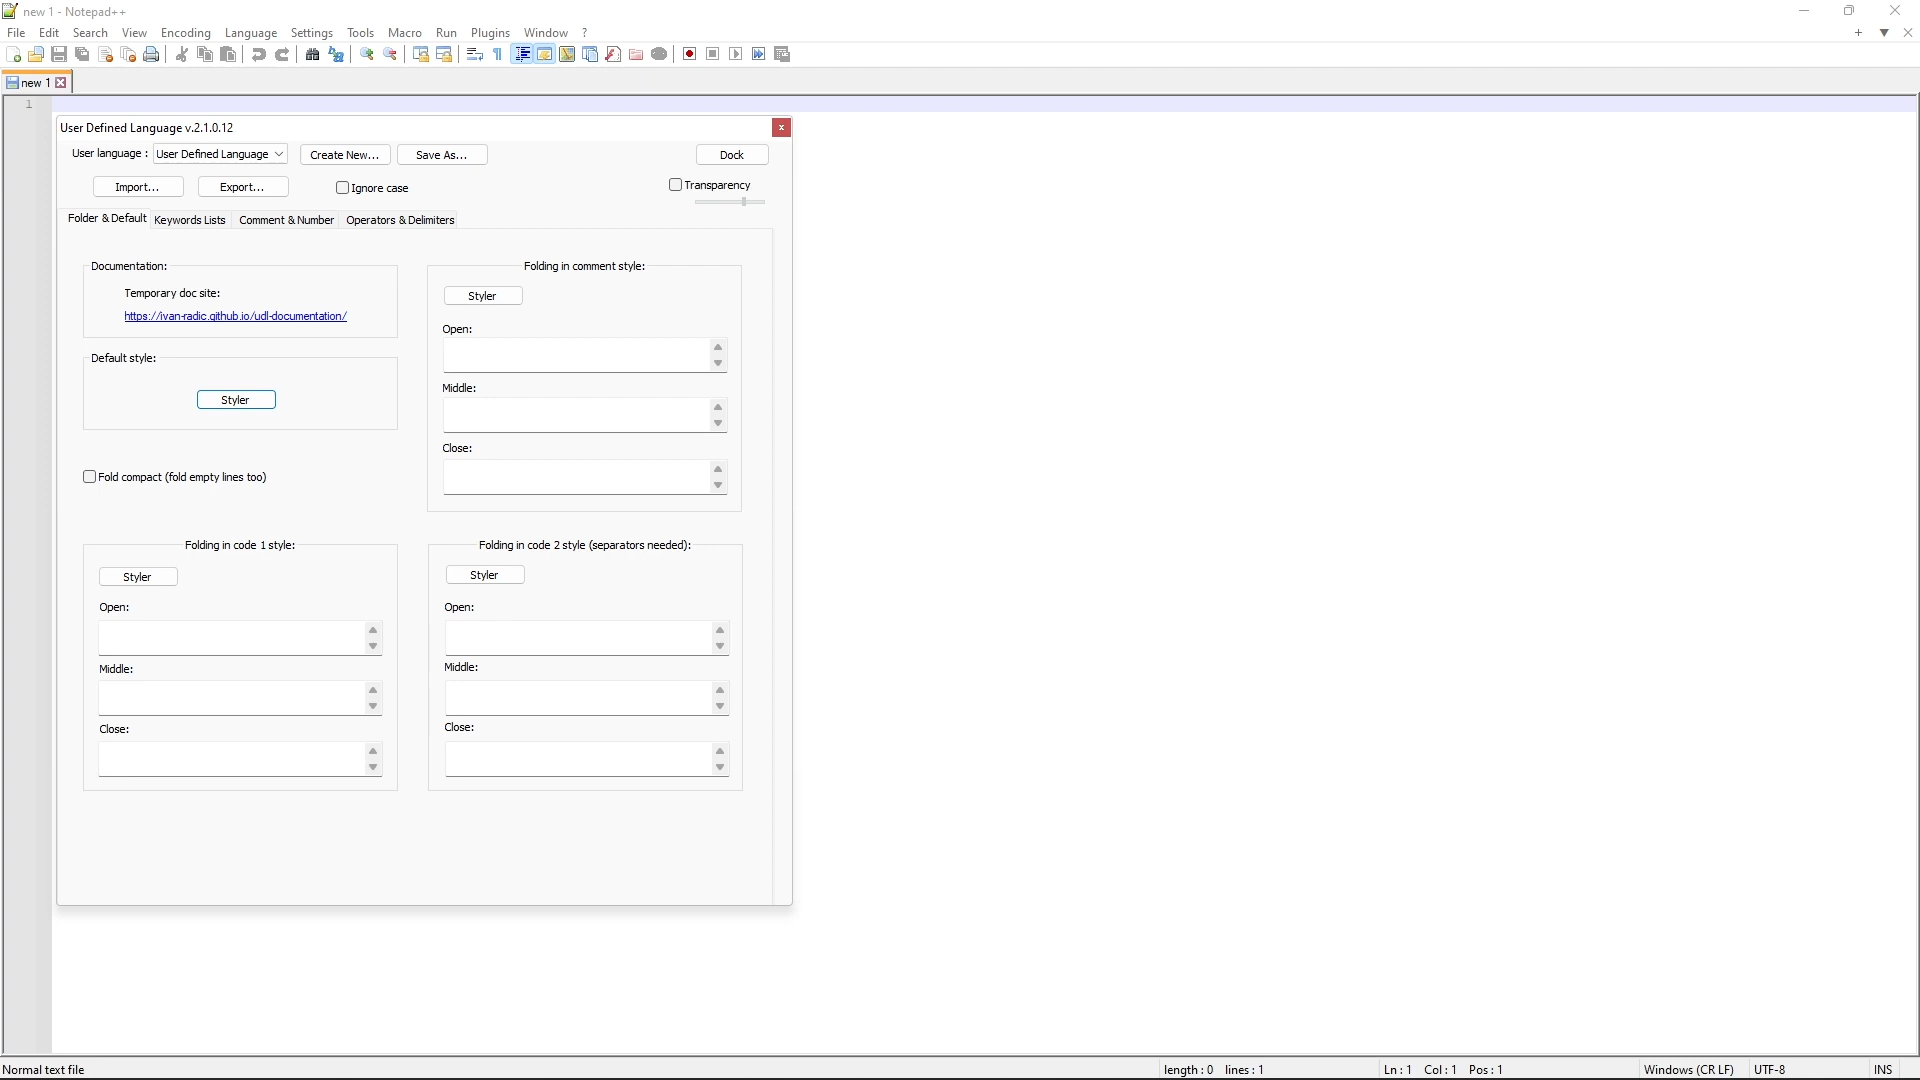 new 1 - Notepad++
File Edit Search View Encoding Language Settings Tools Macro Run Plugins Window ?
new 1
1
User Defined Language v.2.1.0.12
User language : User Defined Language Create New... Save As... Dock
Import... Export... Ignore case Transparency
Folder & Default Keywords Lists Comment & Number Operators & Delimiters
Documentation:
Temporary doc site:
https://ivan-radic.github.io/udl-documentation/
Default style:
Styler
Fold compact (fold empty lines too)
Folding in comment style:
Styler
Open:
Middle:
Close:
Folding in code 1 style:
Styler
Open:
Middle:
Close:
Folding in code 2 style (separators needed):
Styler
Open:
Middle:
Close:
Normal text file length : 0 lines : 1 Ln : 1 Col : 1 Pos : 1 Windows (CR LF) UTF-8 INS